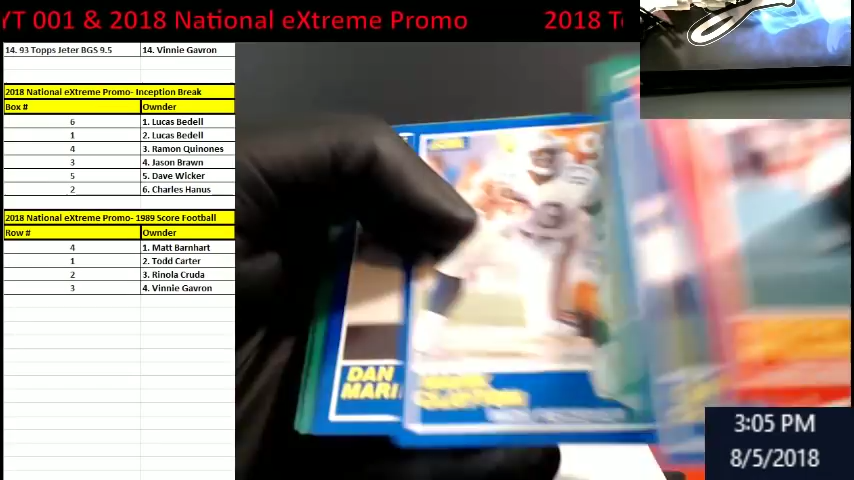 YT 001 & 2018 National eXtreme Promo 2018
14. 93 Topps Jeter BGS 9.5 14. Vinnie Gavron
2018 National eXtreme Promo- Inception Break
Box # Ownder
6 1. Lucas Bedell
1 2. Lucas Bedell
4 3. Ramon Quinones
3 4. Jason Brawn
5 5. Dave Wicker
2 6. Charles Hanus
2018 National eXtreme Promo- 1989 Score Football
Row # Ownder
4 1. Matt Barnhart
1 2. Todd Carter
2 3. Rinola Cruda
3 4. Vinnie Gavron
DAN
MARI
3:05 PM
8/5/2018